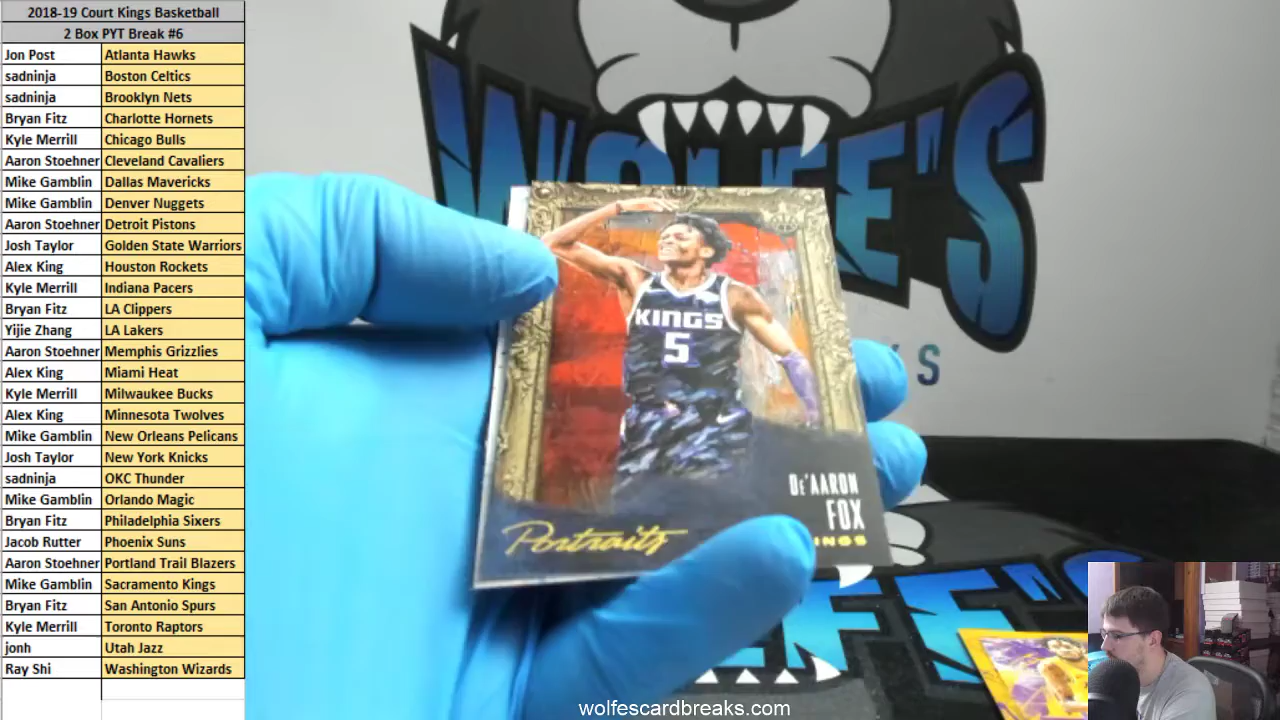 2018-19 Court Kings Basketball
2 Box PYT Break #6
Jon Post Atlanta Hawks
sadninja Boston Celtics
sadninja Brooklyn Nets
Bryan Fitz Charlotte Hornets
Kyle Merrill Chicago Bulls
Aaron Stoehner Cleveland Cavaliers
Mike Gamblin Dallas Mavericks
Mike Gamblin Denver Nuggets
Aaron Stoehner Detroit Pistons
Josh Taylor Golden State Warriors
Alex King Houston Rockets
Kyle Merrill Indiana Pacers
Bryan Fitz LA Clippers
Yijie Zhang LA Lakers
Aaron Stoehner Memphis Grizzlies
Alex King Miami Heat
Kyle Merrill Milwaukee Bucks
Alex King Minnesota Twolves
Mike Gamblin New Orleans Pelicans
Josh Taylor New York Knicks
sadninja OKC Thunder
Mike Gamblin Orlando Magic
Bryan Fitz Philadelphia Sixers
Jacob Rutter Phoenix Suns
Aaron Stoehner Portland Trail Blazers
Mike Gamblin Sacramento Kings
Bryan Fitz San Antonio Spurs
Kyle Merrill Toronto Raptors
jonh Utah Jazz
Ray Shi Washington Wizards
WOLFE'S
KINGS
5
DE'AARON
FOX
Portraits
wolfescardbreaks.com